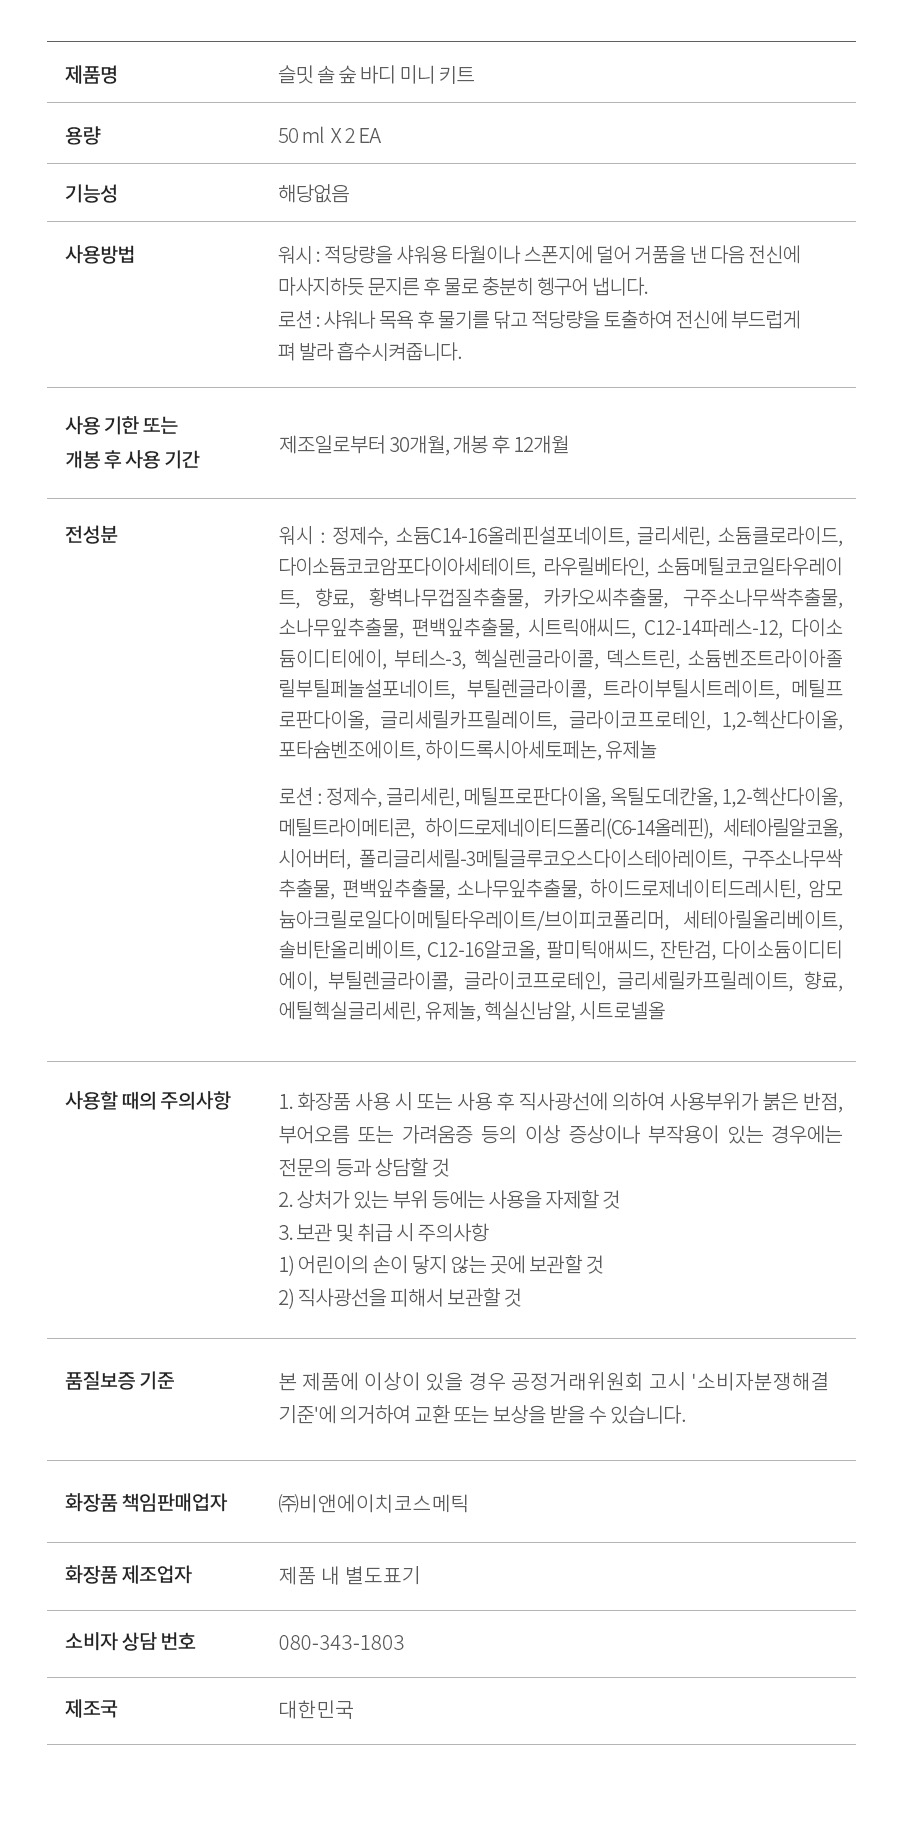 제품명
슬밋 솔 숲 바디 미니 키트
용량
50 ml X 2 EA
기능성
해당없음
사용방법
워시 : 적당량을 샤워용 타월이나 스폰지에 덜어 거품을 낸 다음 전신에
마사지하듯 문지른 후 물로 충분히 헹구어 냅니다.
로션 : 샤워나 목욕 후 물기를 닦고 적당량을 토출하여 전신에 부드럽게
펴 발라 흡수시켜줍니다.
사용 기한 또는
개봉 후 사용 기간
제조일로부터 30개월, 개봉 후 12개월
전성분
워시 : 정제수, 소듐C14-16올레핀설포네이트, 글리세린, 소듐클로라이드,
다이소듐코코암포다이아세테이트, 라우릴베타인, 소듐메틸코코일타우레이
트, 향료, 황벽나무껍질추출물, 카카오씨추출물, 구주소나무싹추출물,
소나무잎추출물, 편백잎추출물, 시트릭애씨드, C12-14파레스-12, 다이소
듐이디티에이, 부테스-3, 헥실렌글라이콜, 덱스트린, 소듐벤조트라이아졸
릴부틸페놀설포네이트, 부틸렌글라이콜, 트라이부틸시트레이트, 메틸프
로판다이올, 글리세릴카프릴레이트, 글라이코프로테인, 1,2-헥산다이올,
포타슘벤조에이트, 하이드록시아세토페논, 유제놀
로션 : 정제수, 글리세린, 메틸프로판다이올, 옥틸도데칸올, 1,2-헥산다이올,
메틸트라이메티콘, 하이드로제네이티드폴리(C6-14올레핀), 세테아릴알코올,
시어버터, 폴리글리세릴-3메틸글루코오스다이스테아레이트, 구주소나무싹
추출물, 편백잎추출물, 소나무잎추출물, 하이드로제네이티드레시틴, 암모
늄아크릴로일다이메틸타우레이트/브이피코폴리머, 세테아릴올리베이트,
솔비탄올리베이트, C12-16알코올, 팔미틱애씨드, 잔탄검, 다이소듐이디티
에이, 부틸렌글라이콜, 글라이코프로테인, 글리세릴카프릴레이트, 향료,
에틸헥실글리세린, 유제놀, 헥실신남알, 시트로넬올
사용할 때의 주의사항
1. 화장품 사용 시 또는 사용 후 직사광선에 의하여 사용부위가 붉은 반점,
부어오름 또는 가려움증 등의 이상 증상이나 부작용이 있는 경우에는
전문의 등과 상담할 것
2. 상처가 있는 부위 등에는 사용을 자제할 것
3. 보관 및 취급 시 주의사항
1) 어린이의 손이 닿지 않는 곳에 보관할 것
2) 직사광선을 피해서 보관할 것
품질보증 기준
본 제품에 이상이 있을 경우 공정거래위원회 고시 '소비자분쟁해결
기준'에 의거하여 교환 또는 보상을 받을 수 있습니다.
화장품 책임판매업자
㈜비앤에이치코스메틱
화장품 제조업자
제품 내 별도표기
소비자 상담 번호
080-343-1803
제조국
대한민국